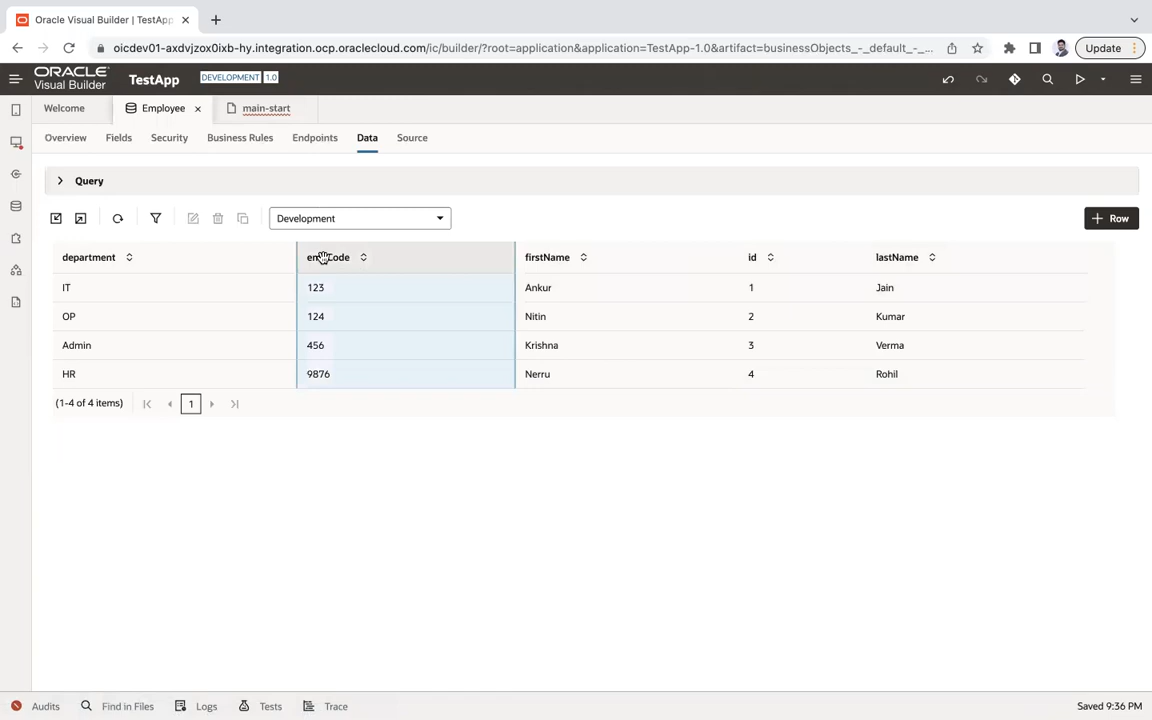 Oracle Visual Builder | TestApp
oicdev01-axdvjzox0ixb-hy.integration.ocp.oraclecloud.com/ic/builder/?root=application&application=TestApp-1.0&artifact=businessObjects_-_default_-_... Update
ORACLE
Visual Builder TestApp DEVELOPMENT 1.0
Welcome Employee main-start
Overview Fields Security Business Rules Endpoints Data Source
Query
Development Row
department firstName id lastName
IT 123 Ankur 1 Jain
OP 124 Nitin 2 Kumar
Admin 456 Krishna 3 Verma
HR 9876 Nerru 4 Rohil
(1-4 of 4 items) 1
Audits Find in Files Logs Tests Trace Saved 9:36 PM